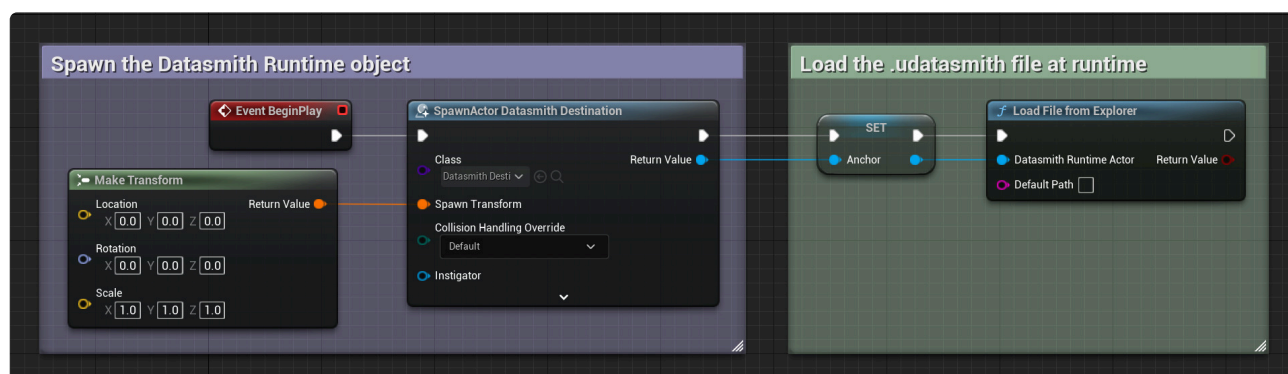 Spawn the Datasmith Runtime object
Event BeginPlay
Make Transform
Location
Return Value
X 0.0 Y 0.0 Z 0.0
Rotation
X 0.0 Y 0.0 Z 0.0
Scale
X 1.0 Y 1.0 Z 1.0
SpawnActor Datasmith Destination
Class
Return Value
Datasmith Desti
Spawn Transform
Collision Handling Override
Default
Instigator
Load the .udatasmith file at runtime
SET
Anchor
f Load File from Explorer
Datasmith Runtime Actor Return Value
Default Path